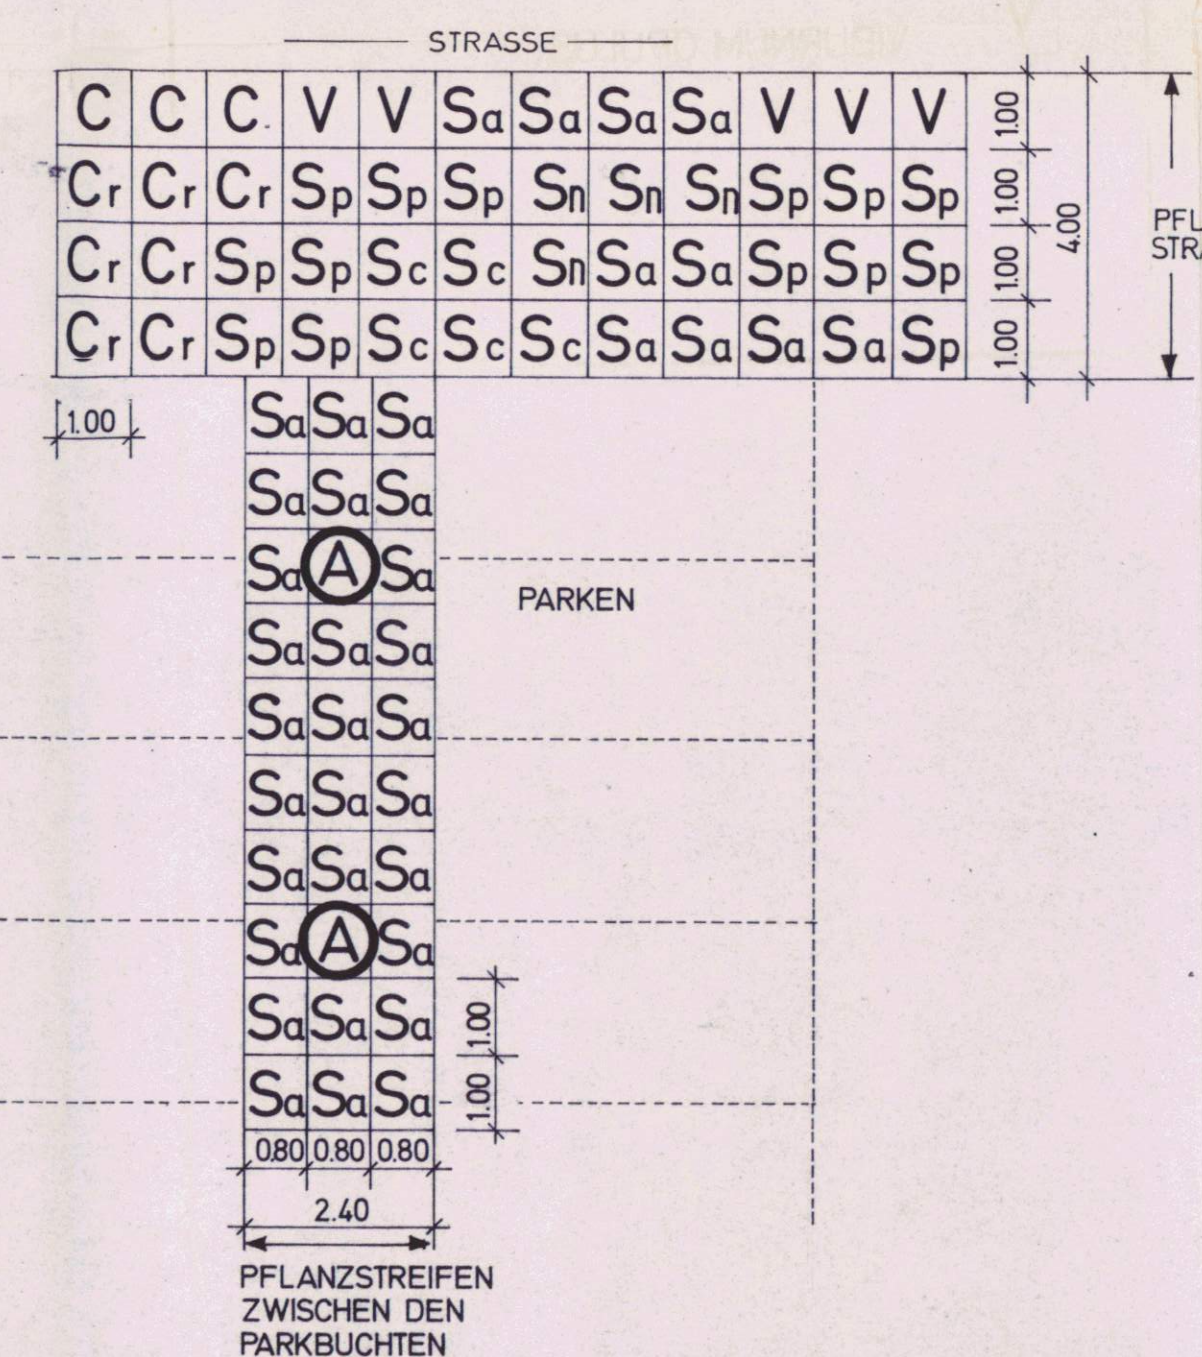 STRASSE
C C C V V Sa Sa Sa Sa V V V
1.00
Cr Cr Cr Sp Sp Sp Sn Sn Sn Sp Sp Sp
1.00
4.00
PFL
STRA
Cr Cr Sp Sp Sc Sc Sn Sa Sa Sp Sp Sp
1.00
Cr Cr Sp Sp Sc Sc Sc Sa Sa Sa Sa Sp
1.00
1.00
Sa Sa Sa
Sa Sa Sa
Sa A Sa
PARKEN
Sa Sa Sa
Sa Sa Sa
Sa Sa Sa
Sa Sa Sa
Sa A Sa
Sa Sa Sa
1.00
Sa Sa Sa
1.00
0.80 0.80 0.80
2.40
PFLANZSTREIFEN
ZWISCHEN DEN
PARKBUCHTEN